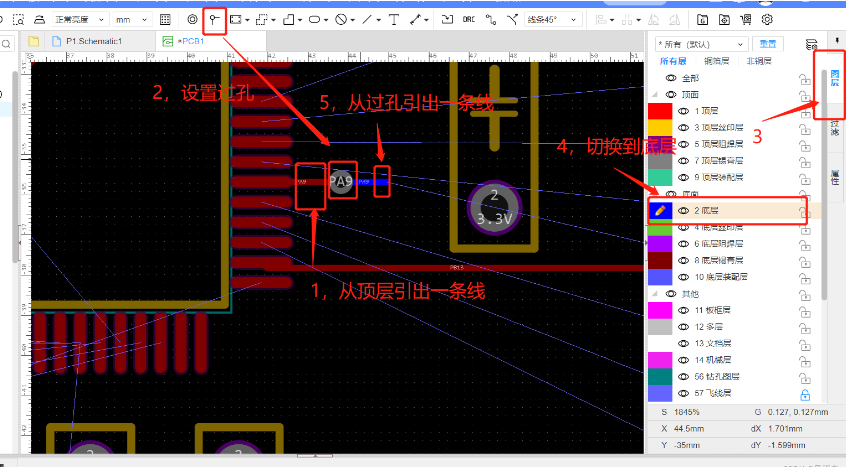 正常亮度
mm
DRC
线条45°
P1.Schematic1
*PCB1
* 所有（默认）
重置
所有层
铜箔层
非铜层
图层
过滤
属性
全部
顶面
1 顶层
3 顶层丝印层
5 顶层阻焊层
7 顶层锡膏层
9 顶层装配层
底面
2 底层
4 底层丝印层
6 底层阻焊层
8 底层锡膏层
10 底层装配层
其他
11 板框层
12 多层
13 文档层
14 机械层
56 钻孔图层
57 飞线层
S 1845% G 0.127, 0.127mm
X 44.5mm dX 1.701mm
Y -35mm dY -1.599mm
2，设置过孔
5，从过孔引出一条线
4，切换到底层
3
1，从顶层引出一条线
PA9
PA9
PA9
2
3.3V
PB13
2
2